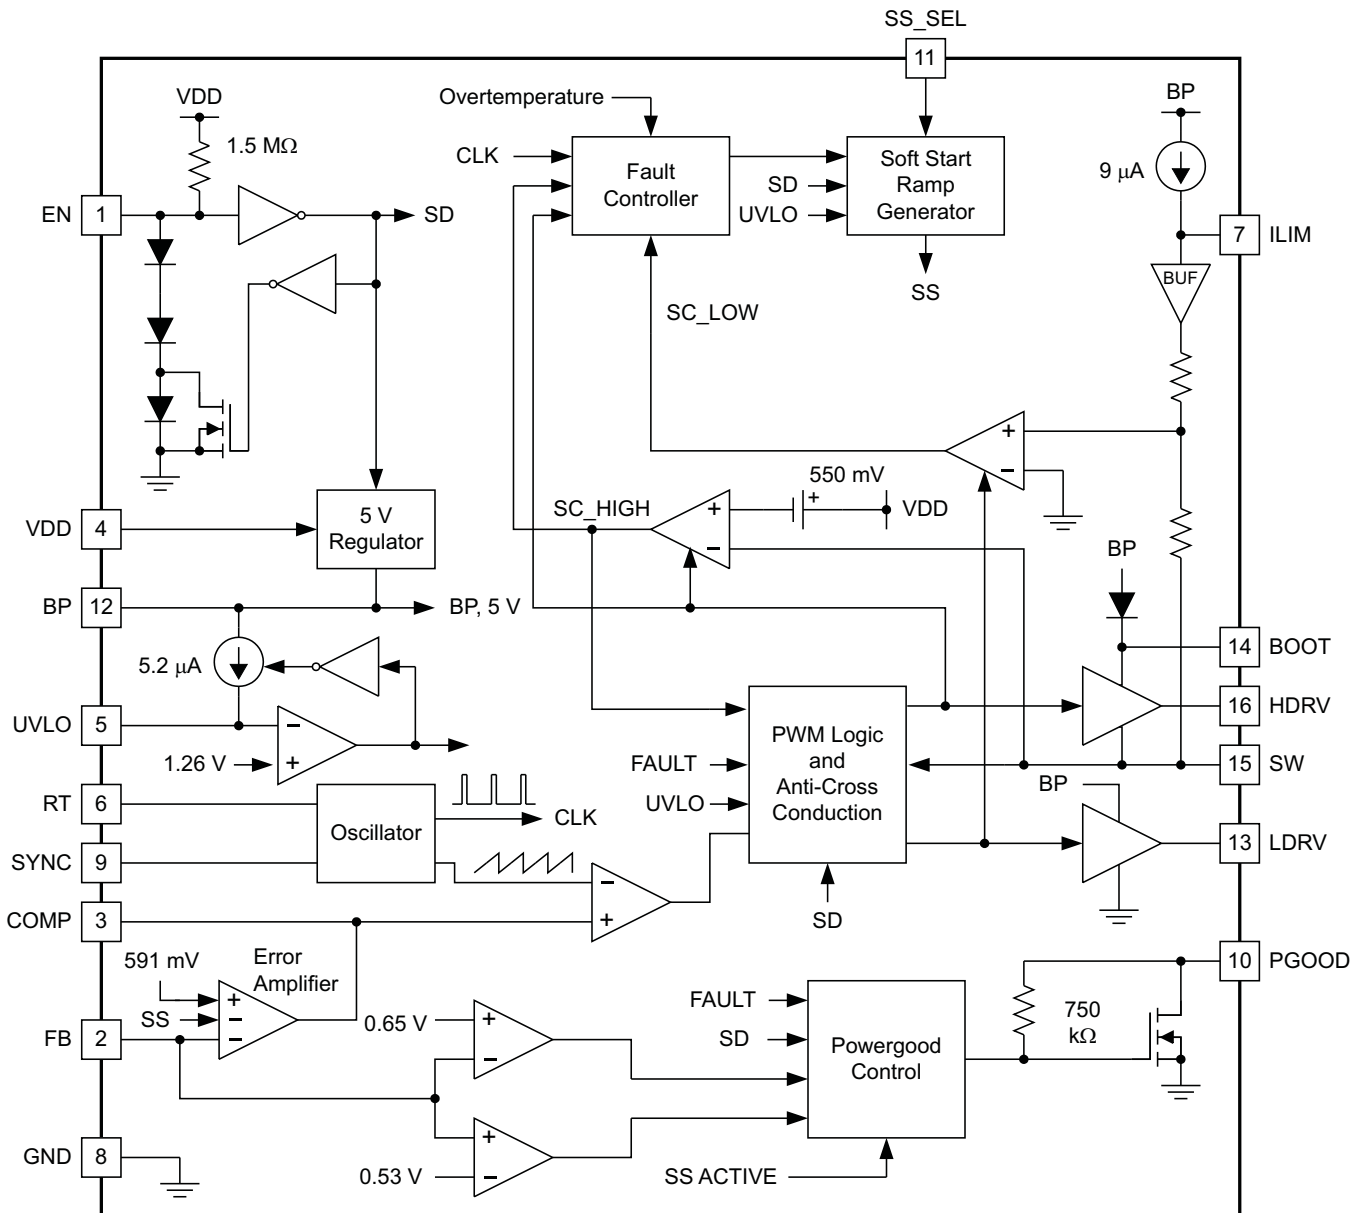 SS_SEL
11
VDD
1.5 MΩ
EN
1
SD
Overtemperature
CLK
Fault
Controller
SD
UVLO
Soft Start
Ramp
Generator
SS
BP
9 µA
7
ILIM
BUF
SC_LOW
+
−
550 mV
+
VDD
SC_HIGH
+
−
VDD
4
5 V
Regulator
BP
12
BP, 5 V
5.2 µA
UVLO
5
−
+
1.26 V
BP
14
BOOT
16
HDRV
15
SW
BP
13
LDRV
PWM Logic
and
Anti-Cross
Conduction
FAULT
UVLO
SD
RT
6
SYNC
9
Oscillator
CLK
−
+
COMP
3
591 mV
Error
Amplifier
+
−
−
SS
FB
2
0.65 V
+
−
+
−
0.53 V
GND
8
FAULT
SD
Powergood
Control
SS ACTIVE
750
kΩ
10
PGOOD